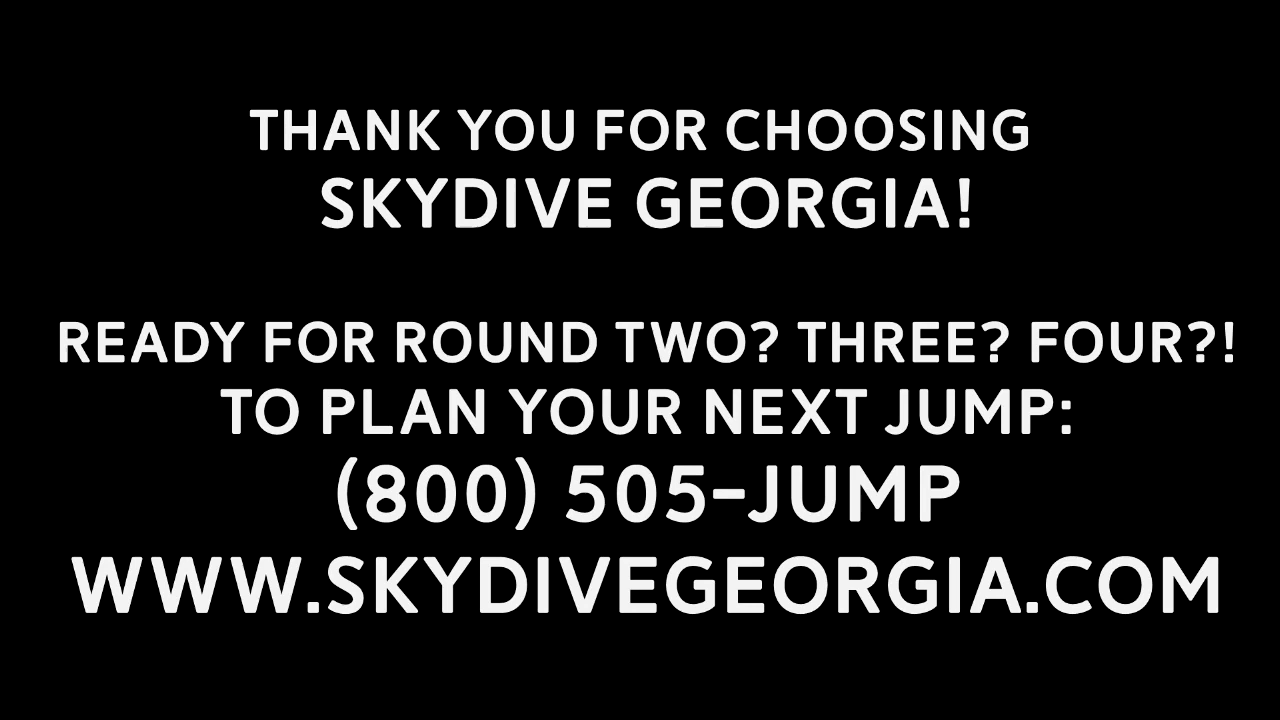 THANK YOU FOR CHOOSING
SKYDIVE GEORGIA!
READY FOR ROUND TWO? THREE? FOUR?!
TO PLAN YOUR NEXT JUMP:
(800) 505-JUMP
WWW.SKYDIVEGEORGIA.COM